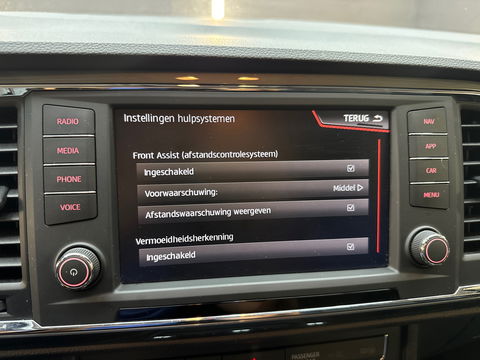 Instellingen hulpsystemen
TERUG
Front Assist (afstandscontrolesysteem)
Ingeschakeld
Voorwaarschuwing: Middel
Afstandswaarschuwing weergeven
Vermoeidheidsherkenning
Ingeschakeld
RADIO
MEDIA
PHONE
VOICE
NAV
APP
CAR
MENU
PASSENGER